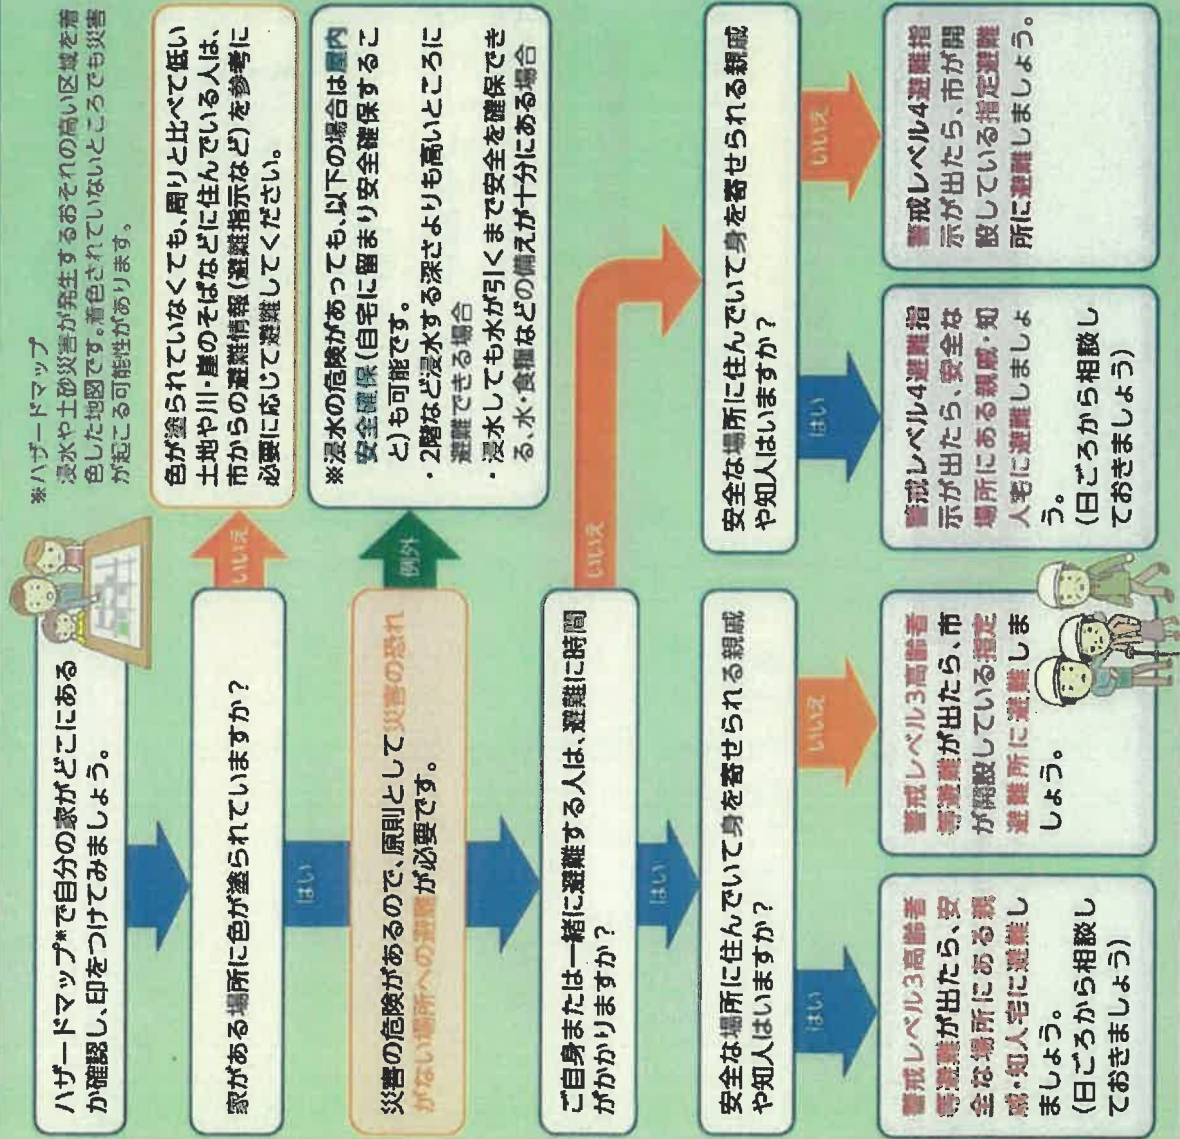 ハザードマップ※で自分の家がどこにある
か確認し、印をつけてみましょう。
※ハザードマップ
浸水や土砂災害が発生するおそれの高い区域を着
色した地図です。着色されていないところでも災害
が起こる可能性があります。
家がある場所に色が塗られていますか?
いいえ
色が塗られていなくても、周りと比べて低い
土地や川・崖のそばなどに住んでいる人は、
市からの避難情報(避難指示など)を参考に
必要に応じて避難してください。
はい
災害の危険があるので、原則として災害の恐れ
がない場所への避難が必要です。
例外
※浸水の危険があっても、以下の場合は屋内
安全確保(自宅に留まり安全確保するこ
と)も可能です。
・2階など浸水する深さよりも高いところに
避難できる場合
・浸水しても水が引くまで安全を確保でき
る、水・食糧などの備えが十分にある場合
ご自身または一緒に避難する人は、避難に時間
がかかりますか?
はい
いいえ
安全な場所に住んでいて身を寄せられる親戚
や知人はいますか?
はい
いいえ
安全な場所に住んでいて身を寄せられる親戚
や知人はいますか?
はい
いいえ
警戒レベル3高齢者
等避難が出たら、安
全な場所にある親
戚・知人宅に避難し
ましょう。
(日ごろから相談し
ておきましょう)
警戒レベル3高齢者
等避難が出たら、市
が開設している指定
避難所に避難しま
しょう。
警戒レベル4避難指
示が出たら、安全な
場所にある親戚・知
人宅に避難しましょ
う。
(日ごろから相談し
ておきましょう)
警戒レベル4避難指
示が出たら、市が開
設している指定避難
所に避難しましょう。